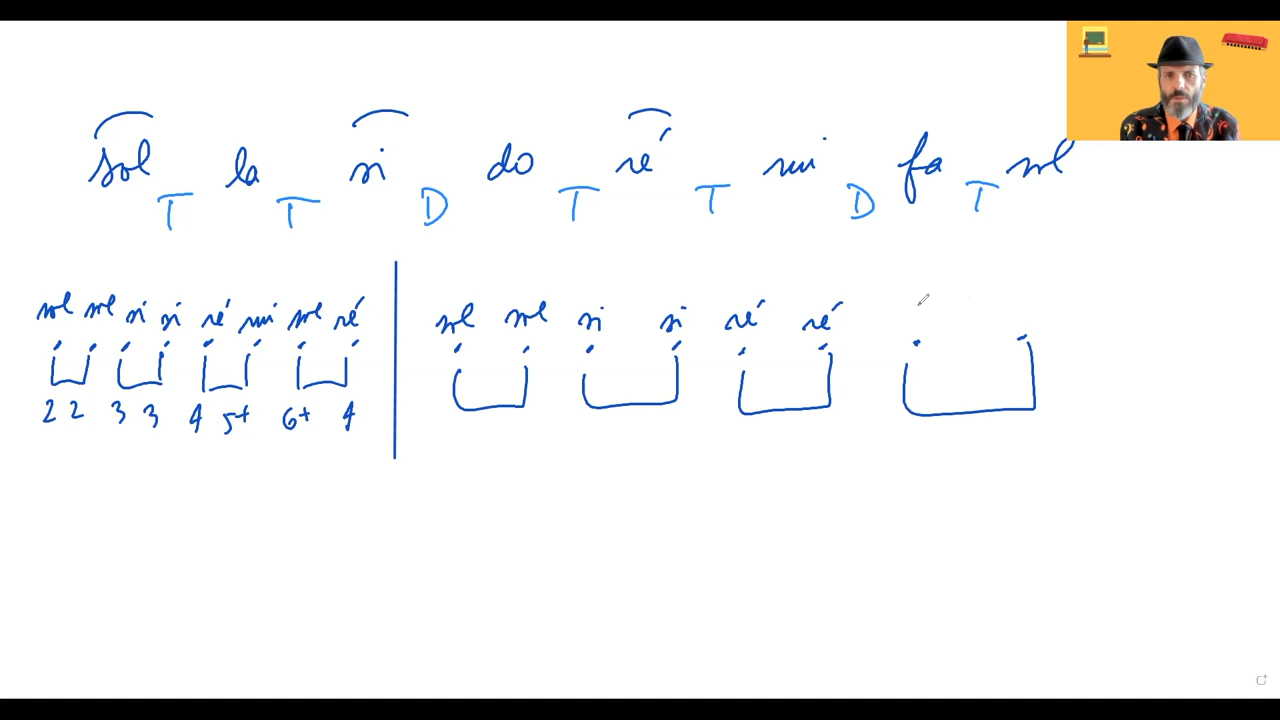 sol la si do ré mi fa sol
T T D T T D T
sol sol si si ré mi sol ré
2 2 3 3 4 5+ 6+ 4
sol sol si si ré ré